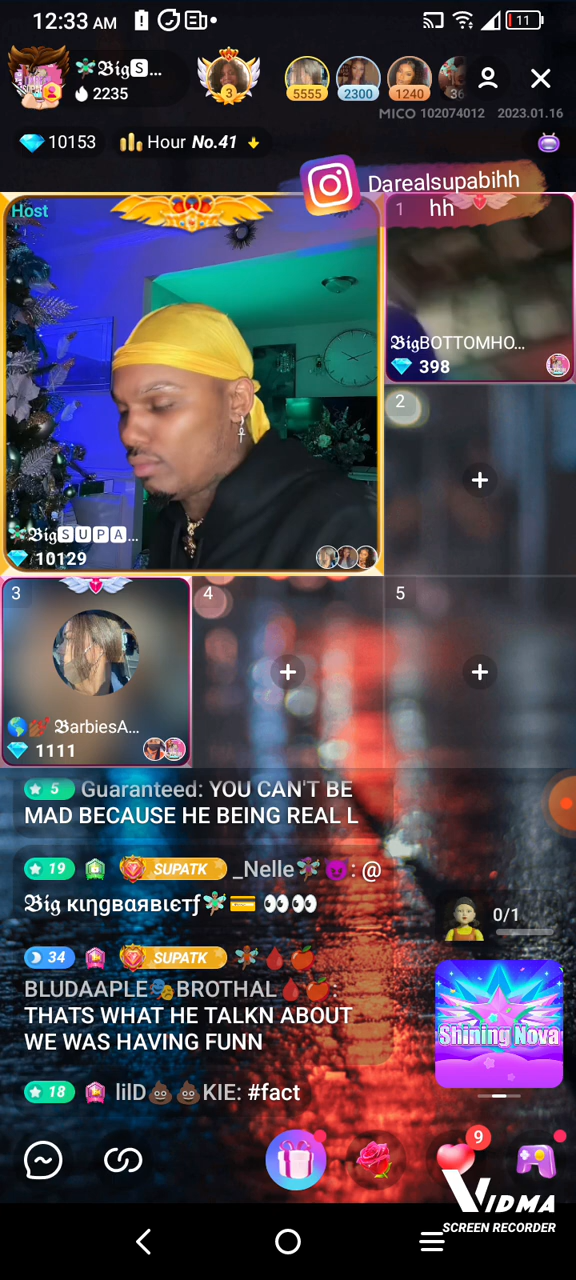 12:33 AM
11
𝕭𝖎𝖌🆂...
2235
3
5555
2300
1240
36
MICO 102074012 2023.01.16
10153
Hour No.41
Darealsupabihh
hh
Host
1
𝕭𝖎𝖌BOTTOMHO...
398
2
𝕭𝖎𝖌🆂🆄🅿🅰...
10129
3
𝕭arbiesA...
1111
4
5
5 Guaranteed: YOU CAN'T BE
MAD BECAUSE HE BEING REAL L
19 SUPATK _Nelle🧚😈: @
𝕭𝖎𝖌 кιηgвαявιєтƒ🧚💳 👀👀
34 SUPATK 🧚🩸🍎
BLUDAAPLE🎭BROTHAL🩸🍎:
THATS WHAT HE TALKN ABOUT
WE WAS HAVING FUNN
18 lilD💩💩KIE: #fact
0/1
Shining Nova
9
VIDMA
SCREEN RECORDER